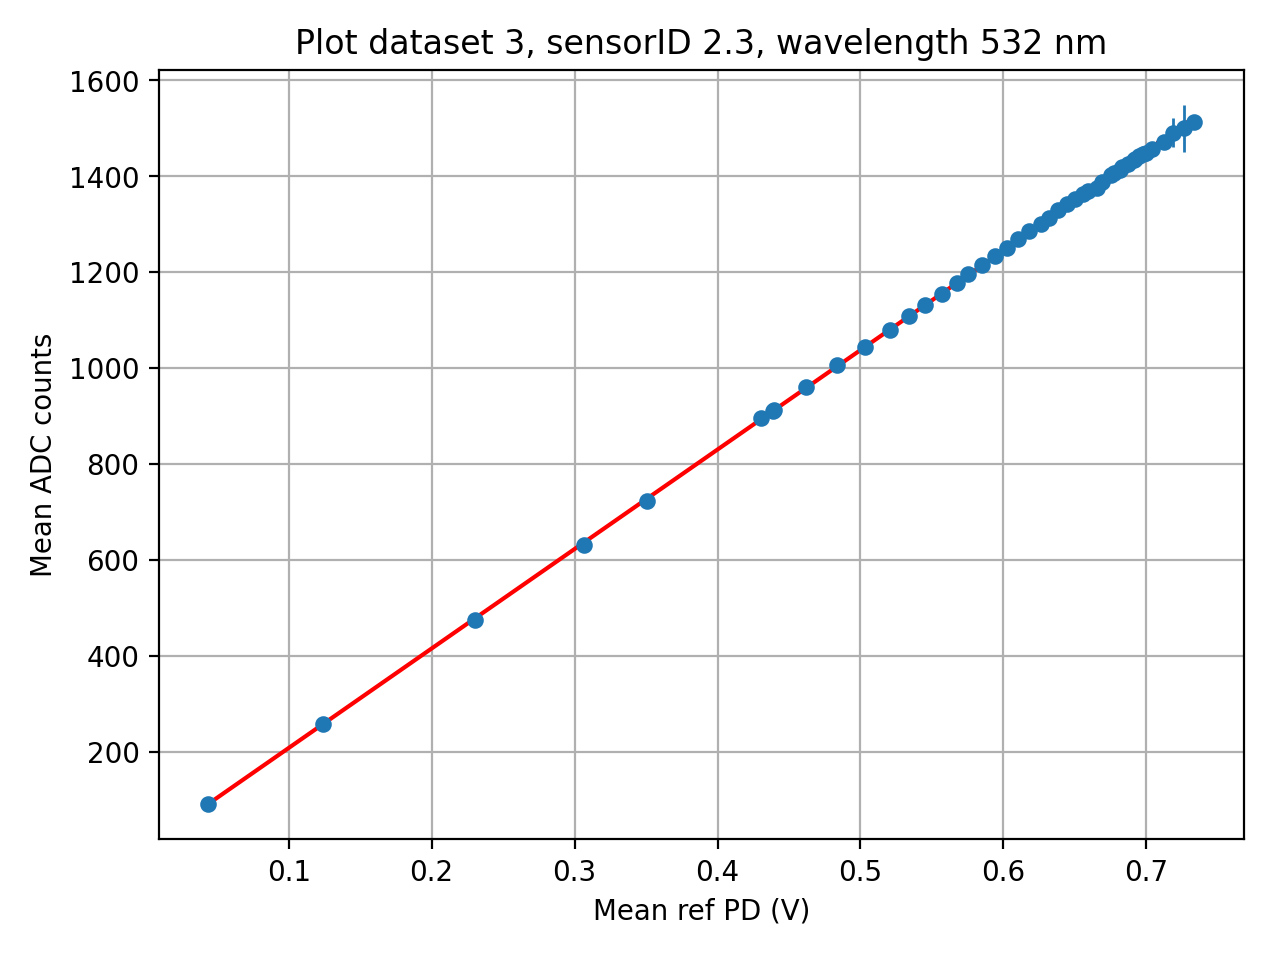 Plot dataset 3, sensorID 2.3, wavelength 532 nm
1600
1400
1200
1000
800
600
400
200
Mean ADC counts
0.1 0.2 0.3 0.4 0.5 0.6 0.7
Mean ref PD (V)